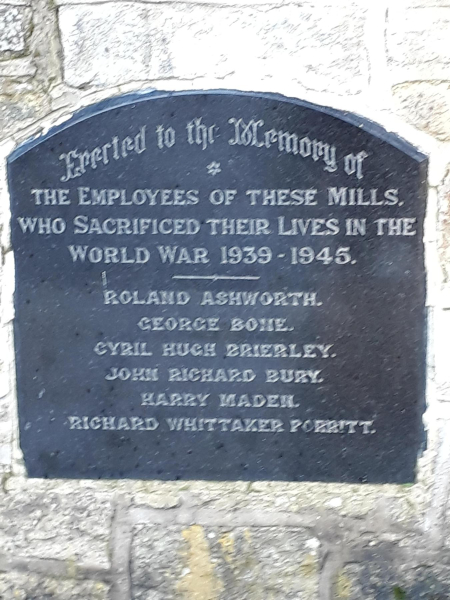 Erected to the Memory of
THE EMPLOYEES OF THESE MILLS,
WHO SACRIFICED THEIR LIVES IN THE
WORLD WAR 1939-1945.
ROLAND ASHWORTH.
GEORGE BONE.
CYRIL HUGH BRIERLEY.
JOHN RICHARD BURY.
HARRY MADEN.
RICHARD WHITTAKER PORRITT.